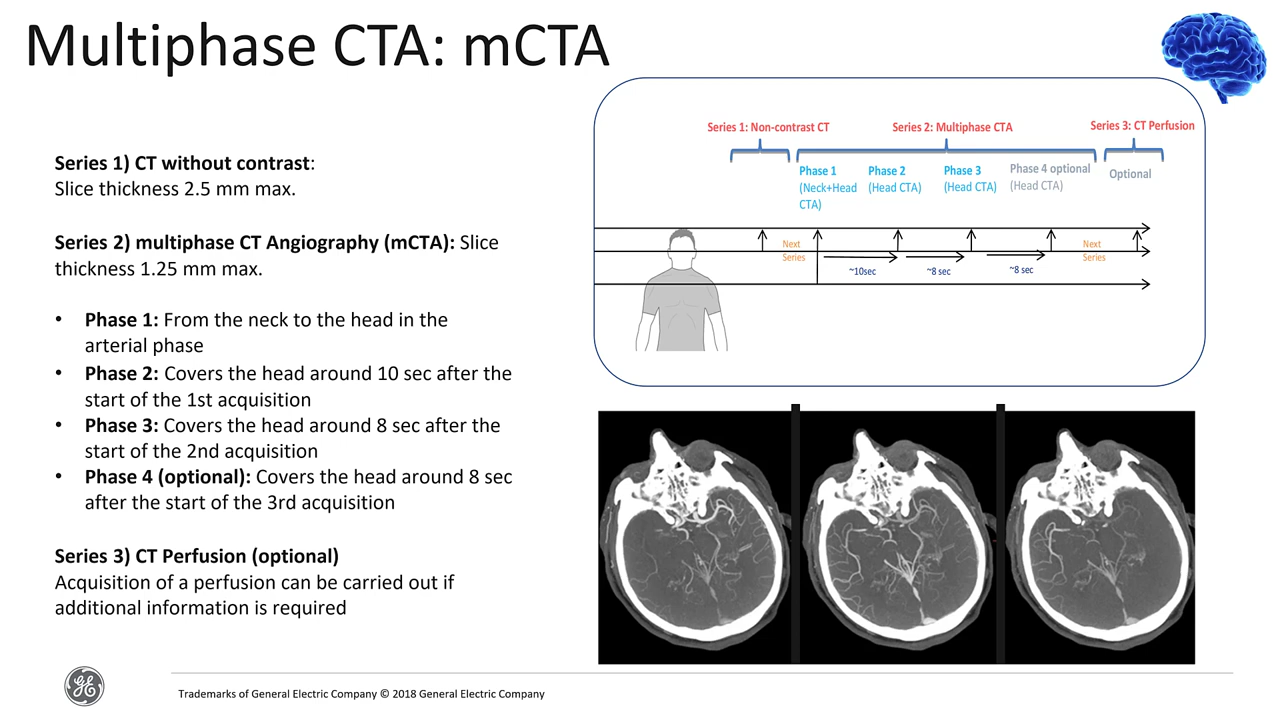 Multiphase CTA: mCTA
Series 1) CT without contrast:
Slice thickness 2.5 mm max.
Series 2) multiphase CT Angiography (mCTA): Slice
thickness 1.25 mm max.
• Phase 1: From the neck to the head in the
arterial phase
• Phase 2: Covers the head around 10 sec after the
start of the 1st acquisition
• Phase 3: Covers the head around 8 sec after the
start of the 2nd acquisition
• Phase 4 (optional): Covers the head around 8 sec
after the start of the 3rd acquisition
Series 3) CT Perfusion (optional)
Acquisition of a perfusion can be carried out if
additional information is required
Series 1: Non-contrast CT
Series 2: Multiphase CTA
Series 3: CT Perfusion
Phase 1
(Neck+Head
CTA)
Phase 2
(Head CTA)
Phase 3
(Head CTA)
Phase 4 optional
(Head CTA)
Optional
Next
Series
~10sec
~8 sec
~8 sec
Next
Series
GE
Trademarks of General Electric Company © 2018 General Electric Company